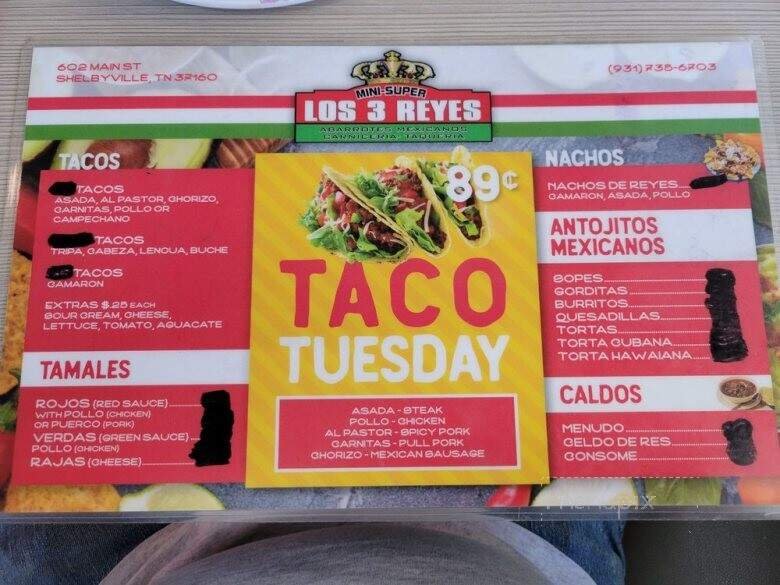 602 MAIN ST
SHELBYVILLE, TN 37160
MINI-SUPER
LOS 3 REYES
ABARROTES MEXICANOS
CARNICERIA-TAQUERIA
(931)735-6703
TACOS
TACOS
ASADA, AL PASTOR, CHORIZO,
CARNITAS, POLLO OR
CAMPECHANO
TACOS
TRIPA, CABEZA, LENGUA, BUCHE
TACOS
CAMARON
EXTRAS $.25 EACH
SOUR CREAM, CHEESE,
LETTUCE, TOMATO, AGUACATE
TAMALES
ROJOS (RED SAUCE)
WITH POLLO (CHICKEN)
OR PUERCO (PORK)
VERDAS (GREEN SAUCE)
POLLO (CHICKEN)
RAJAS (CHEESE)
89¢
TACO
TUESDAY
ASADA - STEAK
POLLO - CHICKEN
AL PASTOR - SPICY PORK
CARNITAS - PULL PORK
CHORIZO - MEXICAN SAUSAGE
NACHOS
NACHOS DE REYES
CAMARON, ASADA, POLLO
ANTOJITOS
MEXICANOS
SOPES
GORDITAS
BURRITOS
QUESADILLAS
TORTAS
TORTA CUBANA
TORTA HAWAIANA
CALDOS
MENUDO
CELDO DE RES
CONSOME
menupix